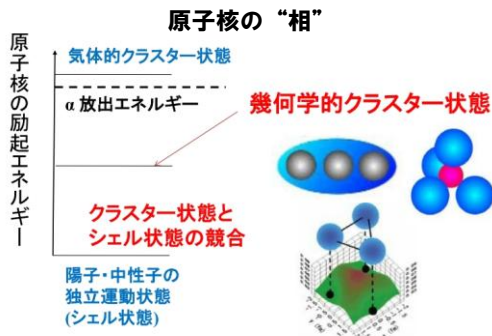 原子核の“相”
原子核の励起エネルギー
気体的クラスター状態
α 放出エネルギー
幾何学的クラスター状態
クラスター状態と
シェル状態の競合
陽子・中性子の
独立運動状態
(シェル状態)